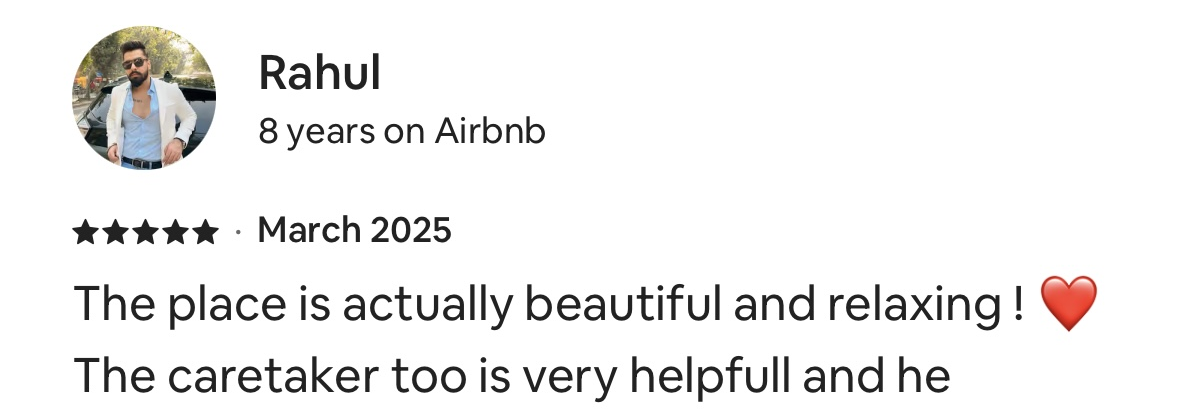 Rahul
8 years on Airbnb
★★★★★ · March 2025
The place is actually beautiful and relaxing ! ❤️
The caretaker too is very helpfull and he